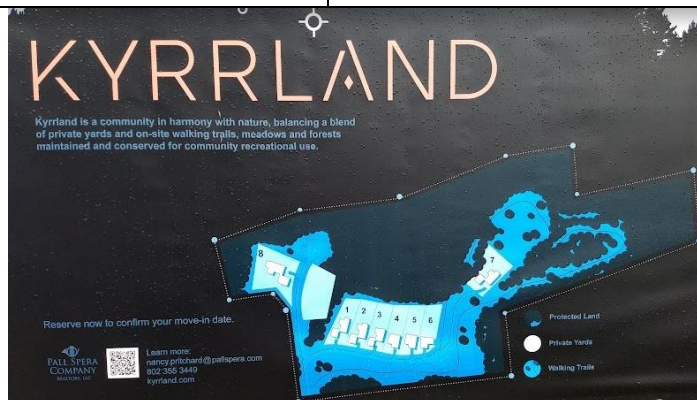 KYRRLAND
Kyrrland is a community in harmony with nature, balancing a blend
of private yards and on-site walking trails, meadows and forests
maintained and conserved for community recreational use.
8
7
1 2 3 4 5 6
Reserve now to confirm your move-in date.
PALL SPERA
COMPANY
REALTORS, LLC
Learn more:
nancy.pritchard@pallspera.com
802 355 3449
kyrrland.com
Protected Land
Private Yards
Walking Trails